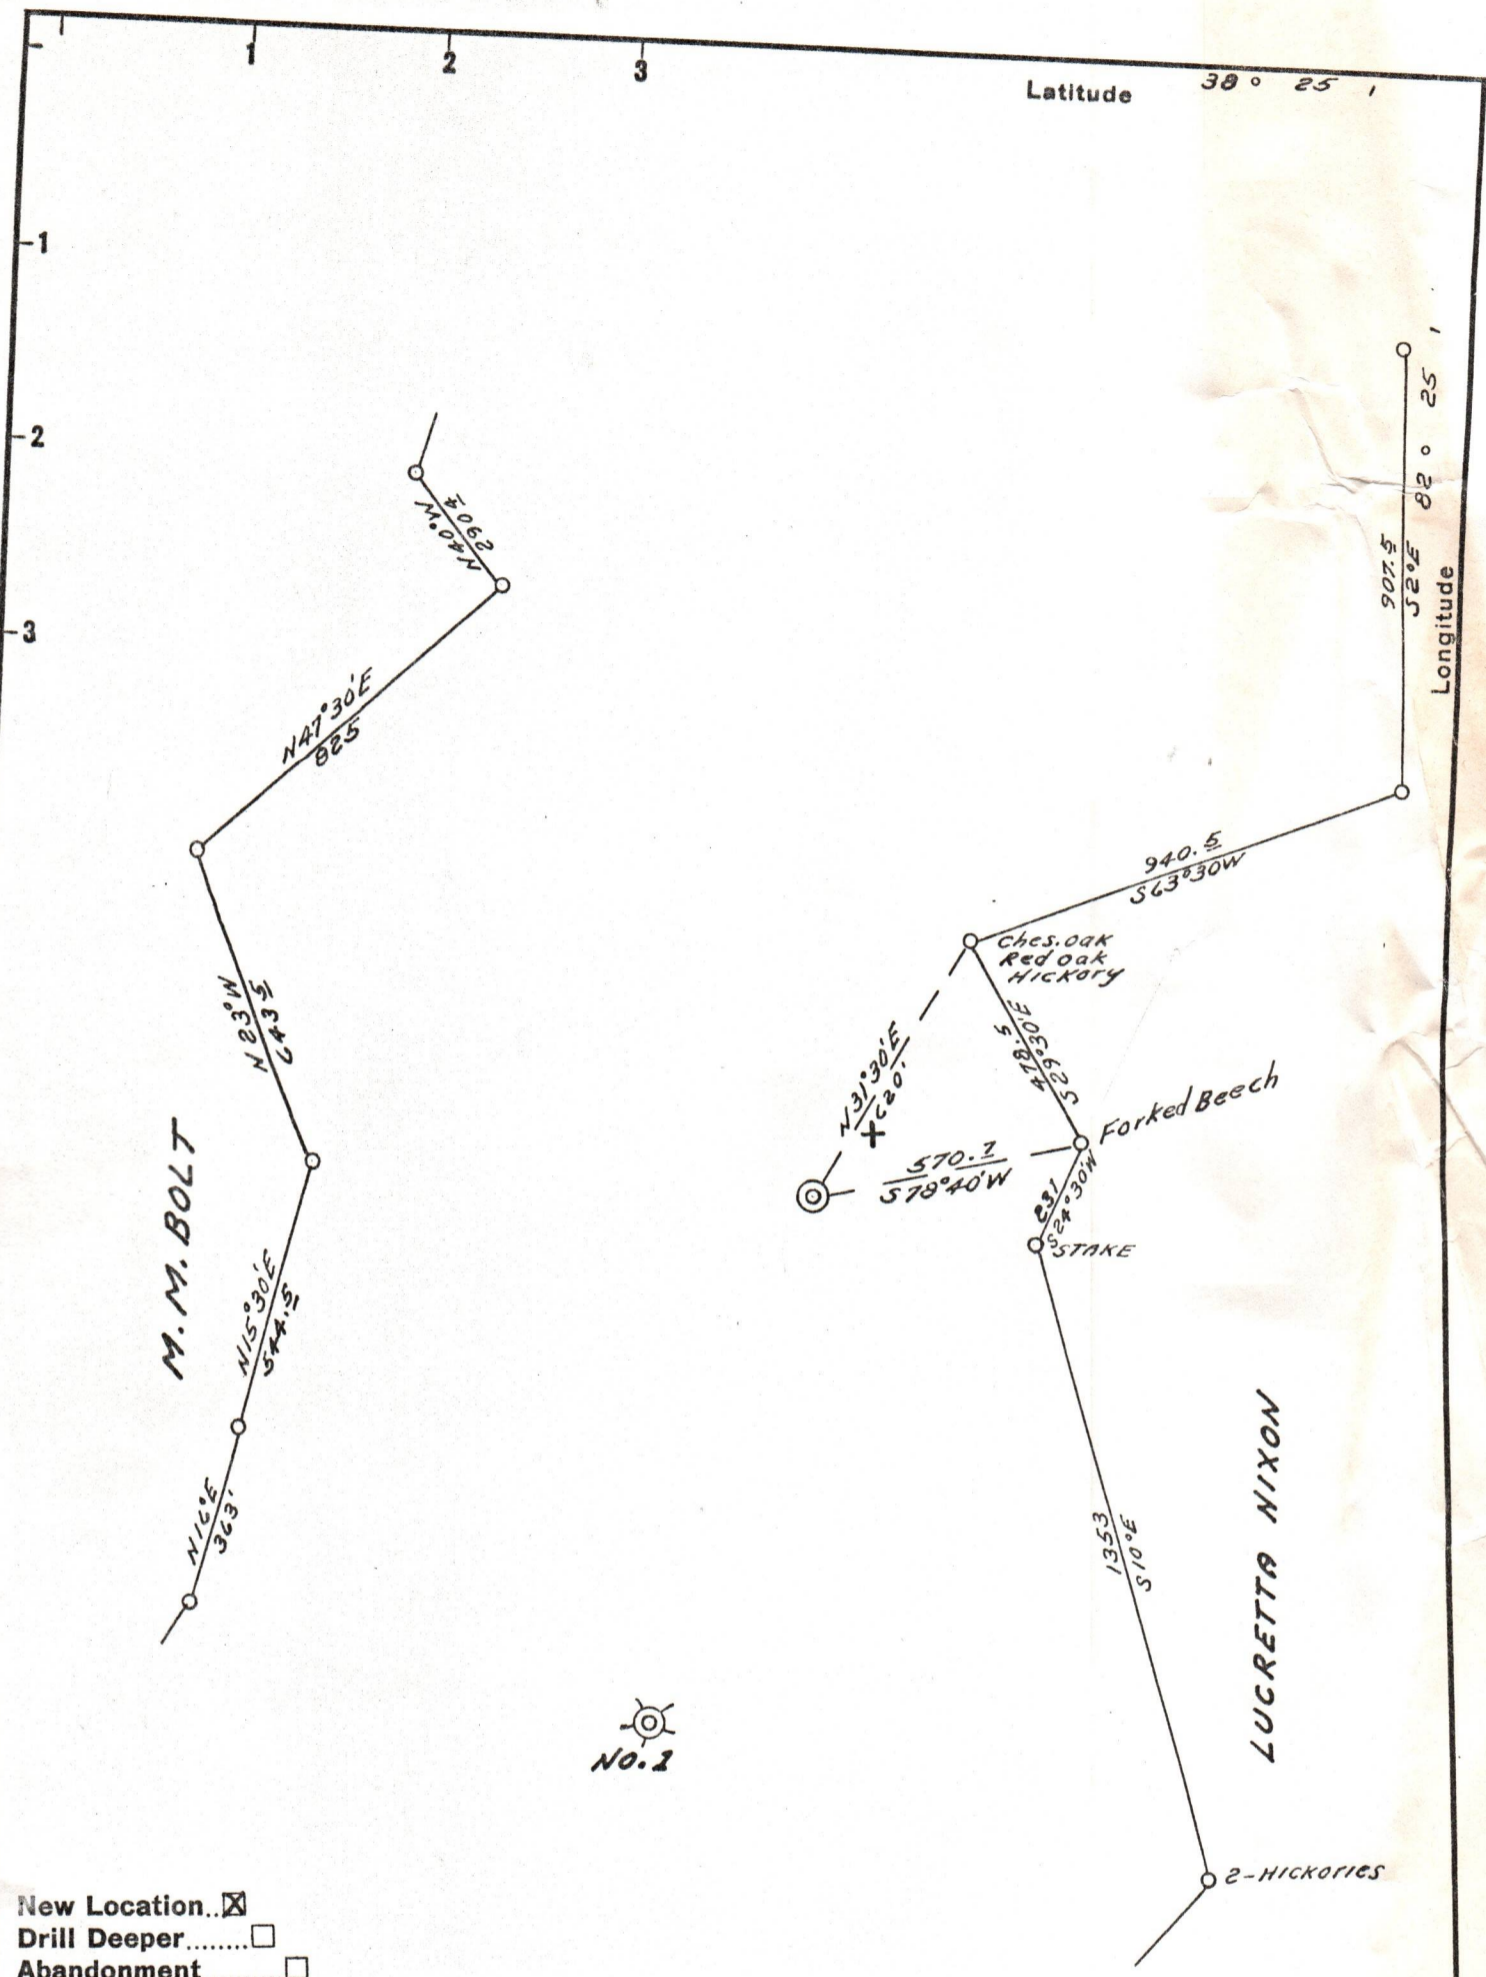 1
2
3
Latitude 38° 25'
-1
-2
-3
Longitude 82° 25'
907.5
S2°E
N40°W
290.4
N47°30'E
825
940.5
S63°30W
Ches. oak
Red oak
Hickory
N23°W
643.5
478.5
S29°30'E
N31°30'E
620'
Forked Beech
570.7
S78°40'W
231
S24°30'W
STAKE
M. M. BOLT
N15°30'E
544.5
N16°E
363'
1353
S10°E
LUCRETTA NIXON
NO. 1
2-HICKORIES
New Location..☒
Drill Deeper........☐
Abandonment.........☐